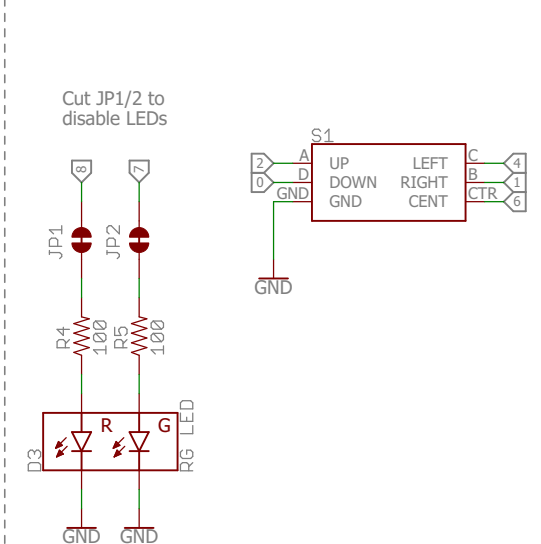 Cut JP1/2 to
disable LEDs
8
7
JP1
JP2
R4
100
R5
100
R
G
D3
RG LED
GND
GND
S1
2
A
UP
LEFT
C
4
0
D
DOWN
RIGHT
B
1
GND
GND
CENT
CTR
6
GND